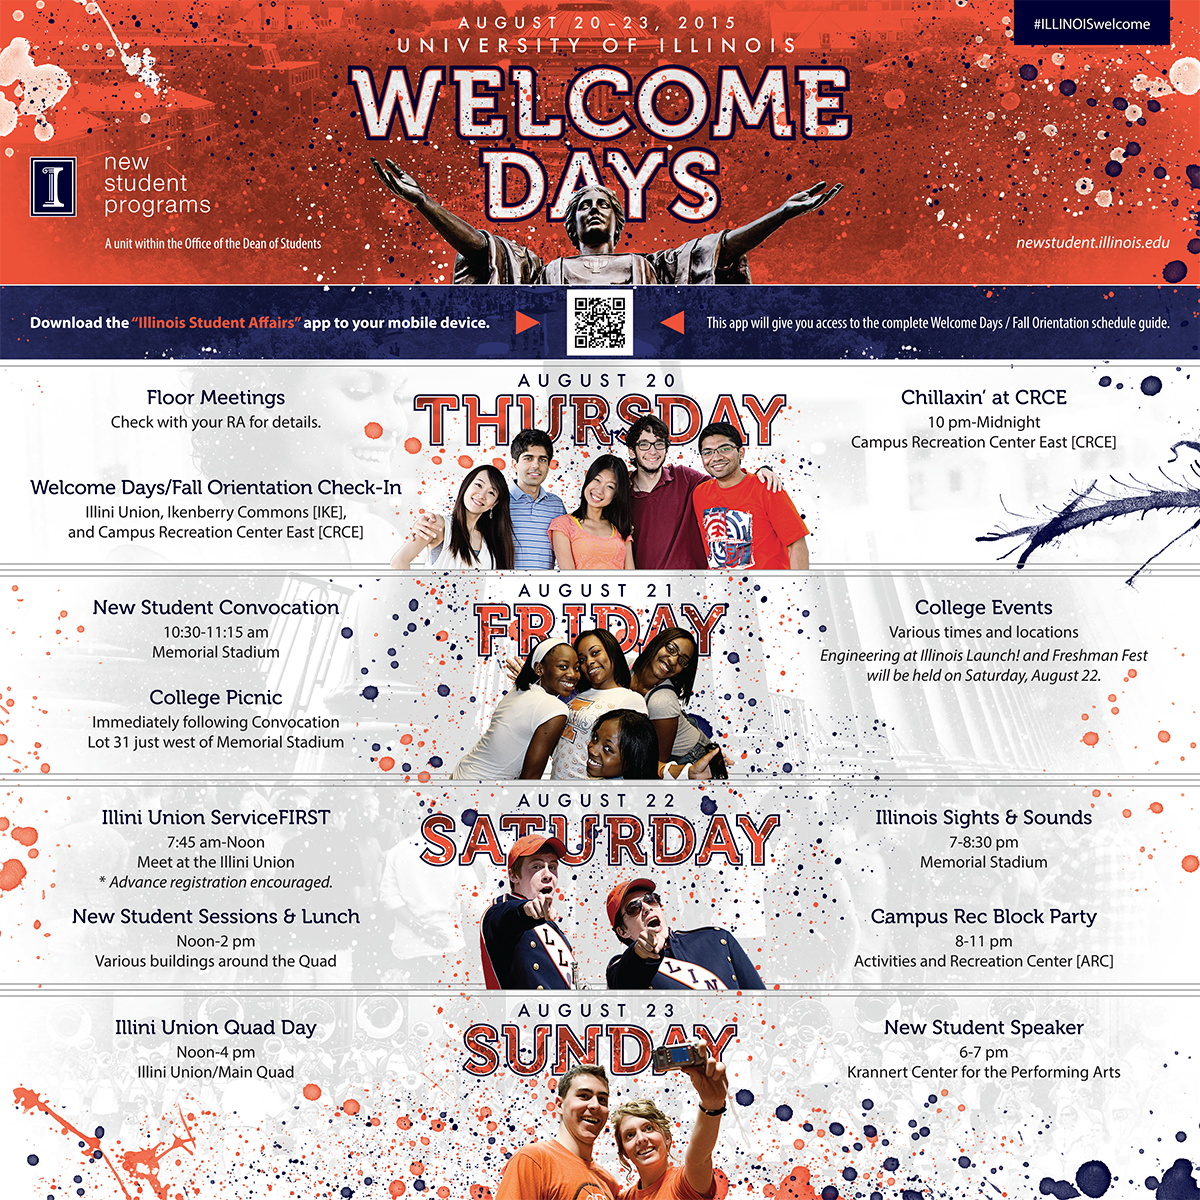 AUGUST 20-23, 2015
UNIVERSITY OF ILLINOIS
WELCOME
DAYS
#ILLINOISwelcome
I
new
student
programs
A unit within the Office of the Dean of Students
newstudent.illinois.edu
Download the "Illinois Student Affairs" app to your mobile device.
This app will give you access to the complete Welcome Days / Fall Orientation schedule guide.
AUGUST 20
THURSDAY
Floor Meetings
Check with your RA for details.
Welcome Days/Fall Orientation Check-In
Illini Union, Ikenberry Commons [IKE],
and Campus Recreation Center East [CRCE]
Chillaxin' at CRCE
10 pm-Midnight
Campus Recreation Center East [CRCE]
AUGUST 21
FRIDAY
New Student Convocation
10:30-11:15 am
Memorial Stadium
College Picnic
Immediately following Convocation
Lot 31 just west of Memorial Stadium
College Events
Various times and locations
Engineering at Illinois Launch! and Freshman Fest
will be held on Saturday, August 22.
AUGUST 22
SATURDAY
Illini Union ServiceFIRST
7:45 am-Noon
Meet at the Illini Union
* Advance registration encouraged.
New Student Sessions & Lunch
Noon-2 pm
Various buildings around the Quad
Illinois Sights & Sounds
7-8:30 pm
Memorial Stadium
Campus Rec Block Party
8-11 pm
Activities and Recreation Center [ARC]
ILLI
LLINI
AUGUST 23
SUNDAY
Illini Union Quad Day
Noon-4 pm
Illini Union/Main Quad
New Student Speaker
6-7 pm
Krannert Center for the Performing Arts